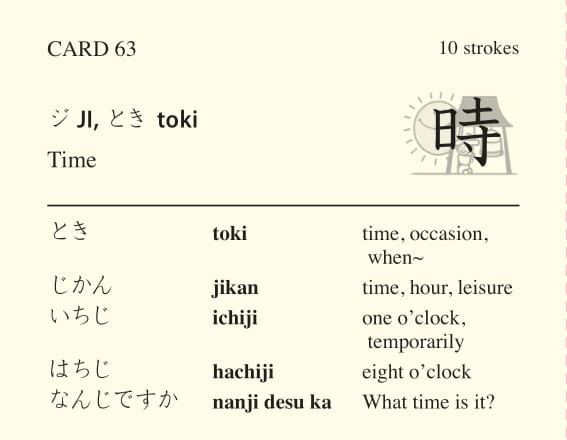 CARD 63 10 strokes
ジ JI, とき toki
時
Time
とき toki time, occasion,
when~
じかん jikan time, hour, leisure
いちじ ichiji one o’clock,
temporarily
はちじ hachiji eight o’clock
なんじですか nanji desu ka What time is it?